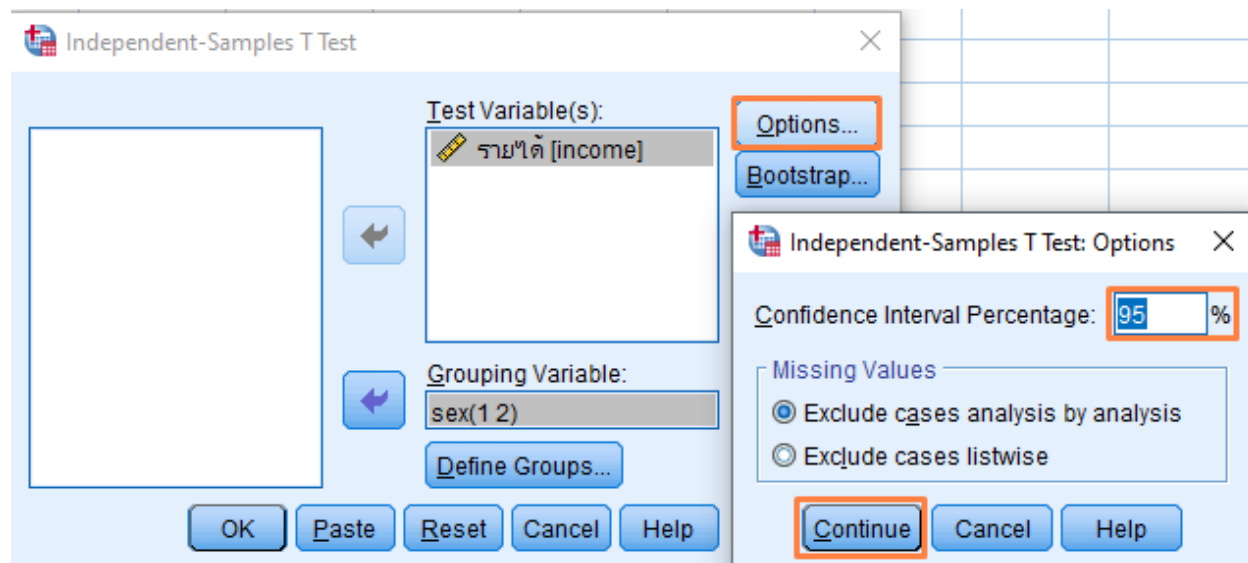 Independent-Samples T Test
Test Variable(s):
รายได้ [income]
Options...
Bootstrap...
Grouping Variable:
sex(1 2)
Define Groups...
OK Paste Reset Cancel Help
Independent-Samples T Test: Options
Confidence Interval Percentage: 95 %
Missing Values
Exclude cases analysis by analysis
Exclude cases listwise
Continue Cancel Help